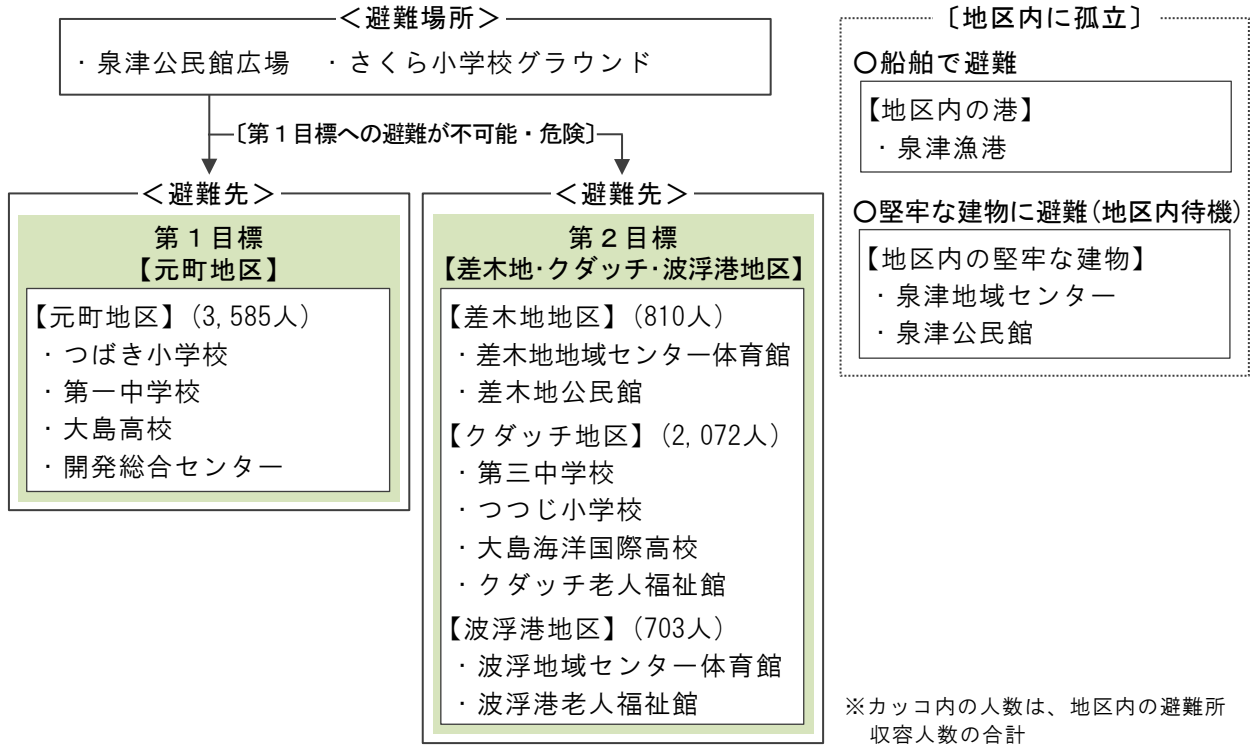 ＜避難場所＞
・泉津公民館広場　・さくら小学校グラウンド
〔第１目標への避難が不可能・危険〕
＜避難先＞
第１目標
【元町地区】
【元町地区】（3,585人）
・つばき小学校
・第一中学校
・大島高校
・開発総合センター
＜避難先＞
第２目標
【差木地・クダッチ・波浮港地区】
【差木地地区】（810人）
・差木地地域センター体育館
・差木地公民館
【クダッチ地区】（2,072人）
・第三中学校
・つつじ小学校
・大島海洋国際高校
・クダッチ老人福祉館
【波浮港地区】（703人）
・波浮地域センター体育館
・波浮港老人福祉館
〔地区内に孤立〕
○船舶で避難
【地区内の港】
・泉津漁港
○堅牢な建物に避難（地区内待機）
【地区内の堅牢な建物】
・泉津地域センター
・泉津公民館
※カッコ内の人数は、地区内の避難所
収容人数の合計